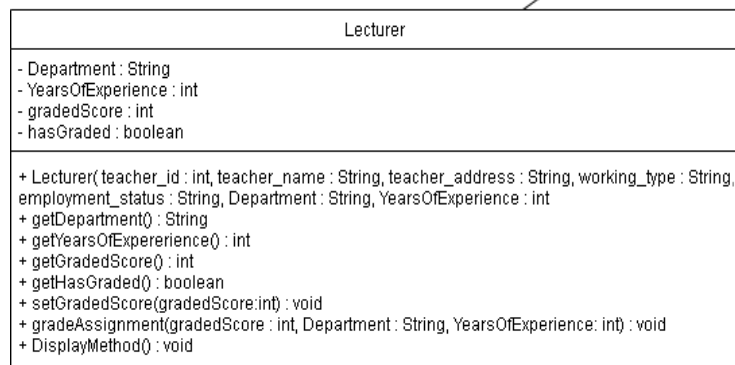 Lecturer
- Department : String
- YearsOfExperience : int
- gradedScore : int
- hasGraded : boolean
+ Lecturer( teacher_id : int, teacher_name : String, teacher_address : String, working_type : String,
employment_status : String, Department : String, YearsOfExperience : int
+ getDepartment() : String
+ getYearsOfExpererience() : int
+ getGradedScore() : int
+ getHasGraded() : boolean
+ setGradedScore(gradedScore:int) : void
+ gradeAssignment(gradedScore : int, Department : String, YearsOfExperience: int) : void
+ DisplayMethod() : void